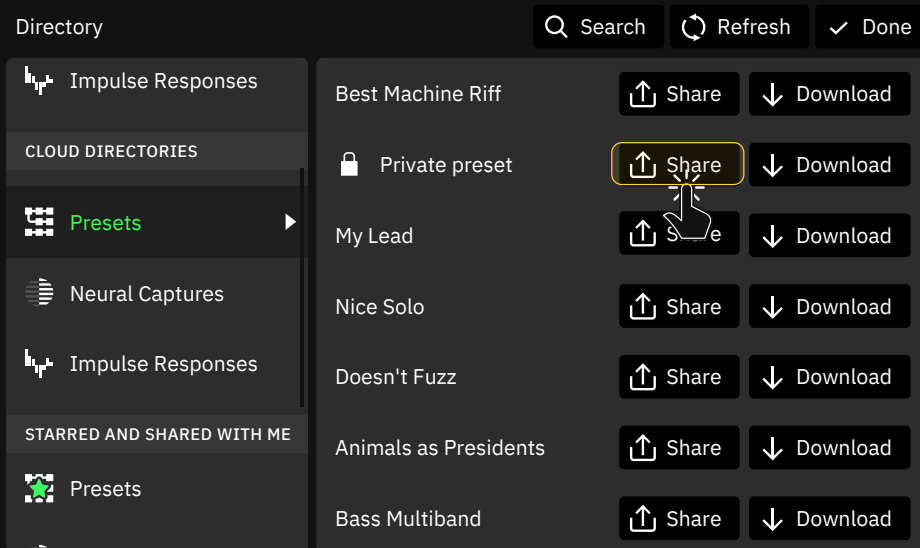 Directory
Search
Refresh
Done
Impulse Responses
CLOUD DIRECTORIES
Presets
Neural Captures
Impulse Responses
STARRED AND SHARED WITH ME
Presets
Best Machine Riff
Share
Download
Private preset
Share
Download
My Lead
Download
Nice Solo
Share
Download
Doesn't Fuzz
Share
Download
Animals as Presidents
Share
Download
Bass Multiband
Share
Download